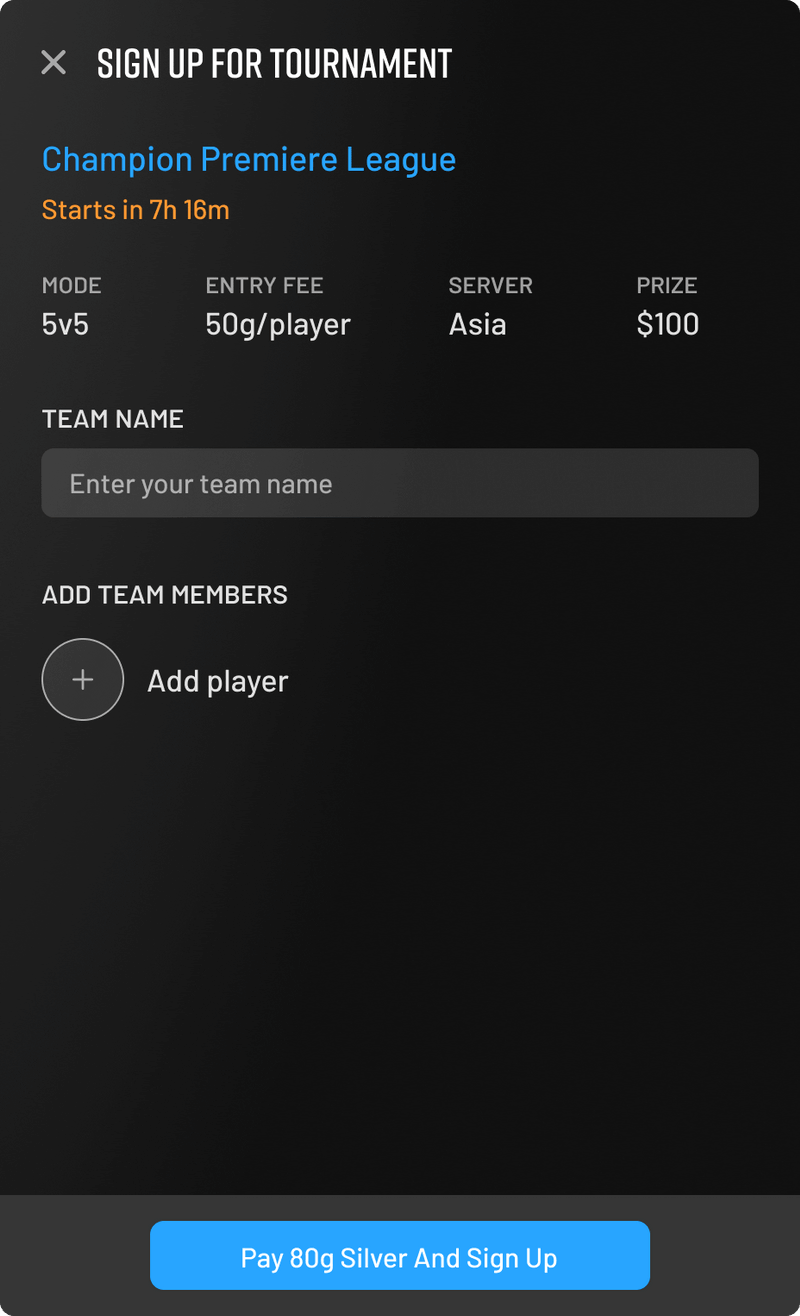 SIGN UP FOR TOURNAMENT
Champion Premiere League
Starts in 7h 16m
MODE ENTRY FEE SERVER PRIZE
5v5 50g/player Asia $100
TEAM NAME
Enter your team name
ADD TEAM MEMBERS
Add player
Pay 80g Silver And Sign Up